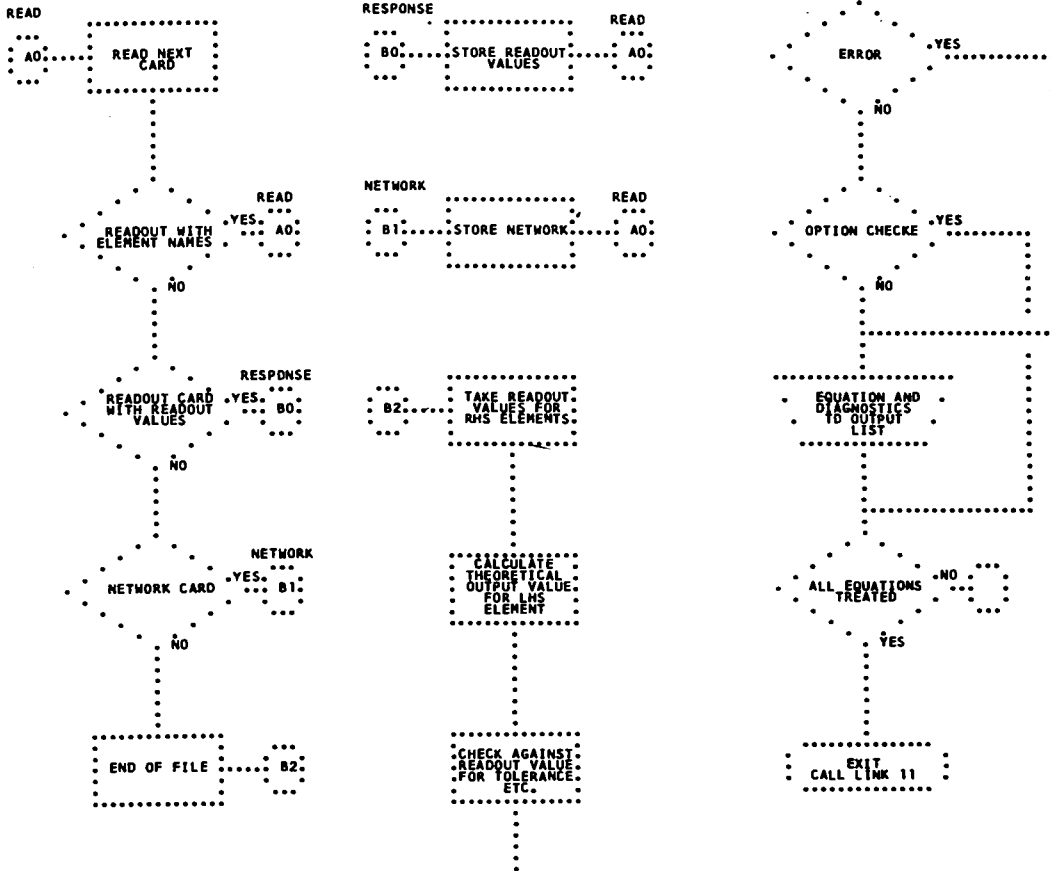 READ
A0
READ NEXT
CARD
READOUT WITH
ELEMENT NAMES
YES
READ
A0
NO
READOUT CARD
WITH READOUT
VALUES
YES
RESPONSE
B0
NO
NETWORK CARD
YES
NETWORK
B1
NO
END OF FILE
B2
RESPONSE
B0
STORE READOUT
VALUES
READ
A0
NETWORK
B1
STORE NETWORK
READ
A0
B2
TAKE READOUT
VALUES FOR
RHS ELEMENTS
CALCULATE
THEORETICAL
OUTPUT VALUE
FOR LHS
ELEMENT
CHECK AGAINST
READOUT VALUE
FOR TOLERANCE
ETC.
ERROR
YES
NO
OPTION CHECKE
YES
NO
EQUATION AND
DIAGNOSTICS
TO OUTPUT
LIST
ALL EQUATIONS
TREATED
NO
YES
EXIT
CALL LINK 11